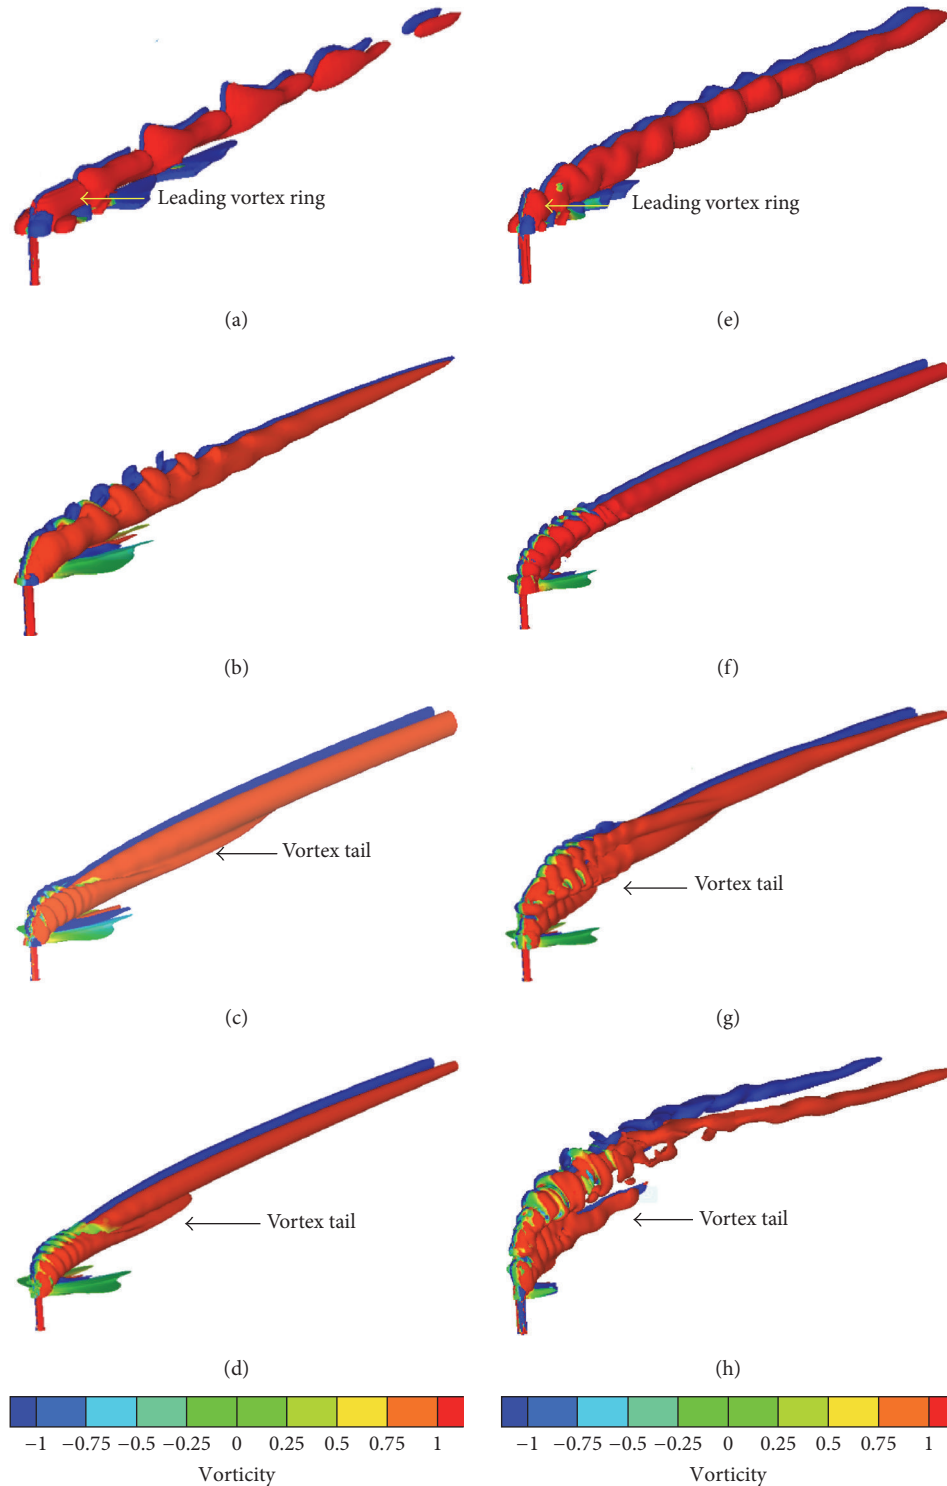 Leading vortex ring
Leading vortex ring
(a)
(e)
(b)
(f)
Vortex tail
Vortex tail
(c)
(g)
Vortex tail
Vortex tail
(d)
(h)
−1 −0.75 −0.5 −0.25 0 0.25 0.5 0.75 1
Vorticity
−1 −0.75 −0.5 −0.25 0 0.25 0.5 0.75 1
Vorticity